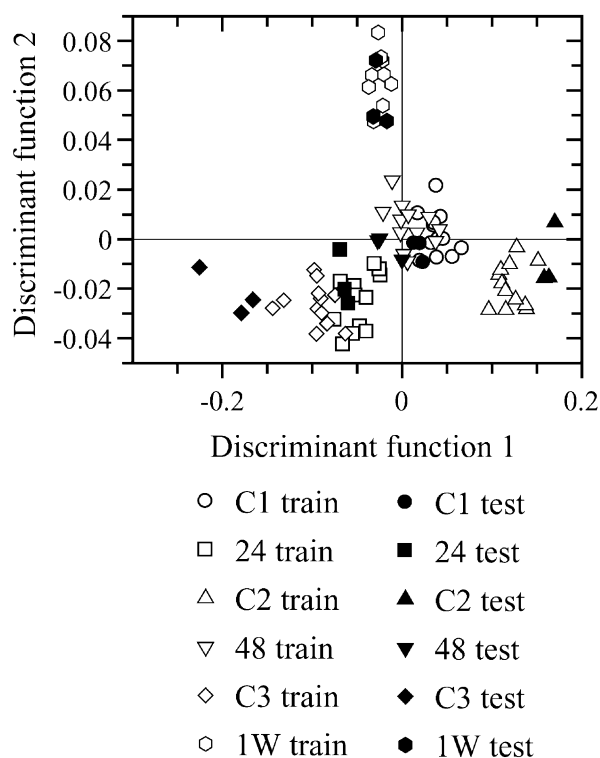 Discriminant function 2
0.08
0.06
0.04
0.02
0
-0.02
-0.04
-0.2
0
0.2
Discriminant function 1
C1 train
C1 test
24 train
24 test
C2 train
C2 test
48 train
48 test
C3 train
C3 test
1W train
1W test